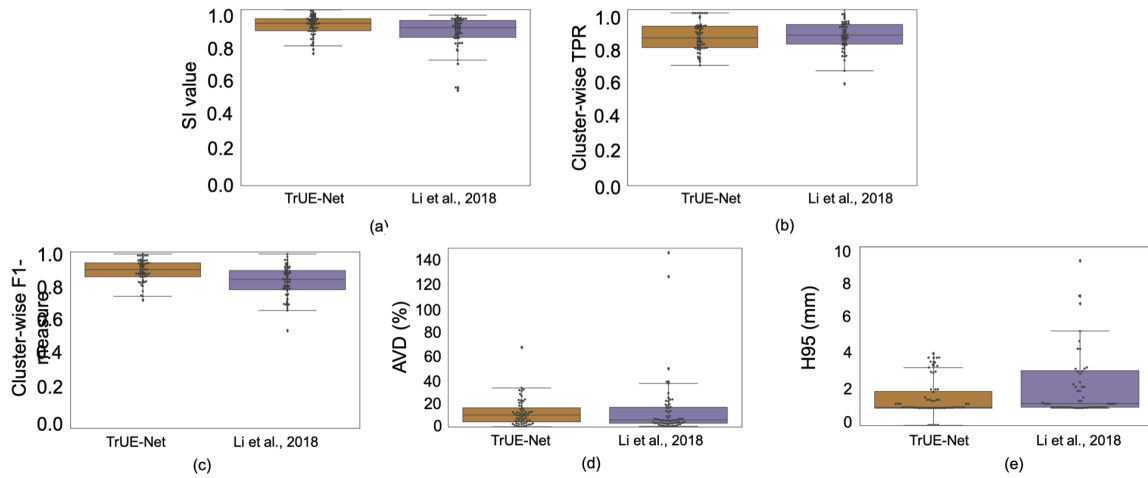 SI value
1.0
0.8
0.6
0.4
0.2
0.0
TrUE-Net Li et al., 2018
(a)
Cluster-wise TPR
1.0
0.8
0.6
0.4
0.2
0.0
TrUE-Net Li et al., 2018
(b)
Cluster-wise F1-
measure
1.0
0.8
0.6
0.4
0.2
0.0
TrUE-Net Li et al., 2018
(c)
AVD (%)
140
120
100
80
60
40
20
0
TrUE-Net Li et al., 2018
(d)
H95 (mm)
10
8
6
4
2
0
TrUE-Net Li et al., 2018
(e)